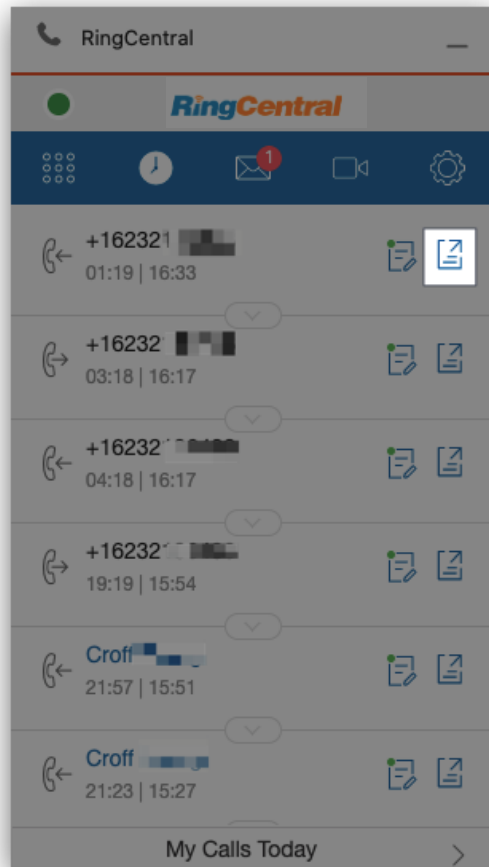 RingCentral
RingCentral
1
+162321
01:19 | 16:33
+16232
03:18 | 16:17
+16232
04:18 | 16:17
+16232
19:19 | 15:54
Croff
21:57 | 15:51
Croff
21:23 | 15:27
My Calls Today